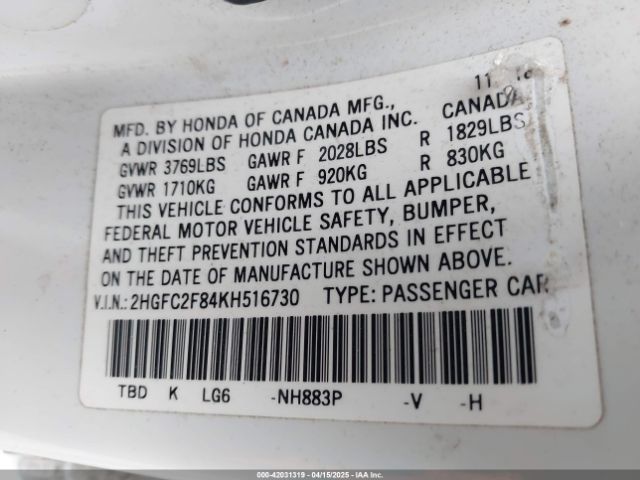 MFD. BY HONDA OF CANADA MFG., 11 18
A DIVISION OF HONDA CANADA INC. CANADA
GVWR 3769LBS GAWR F 2028LBS R 1829LBS
GVWR 1710KG GAWR F 920KG R 830KG
THIS VEHICLE CONFORMS TO ALL APPLICABLE
FEDERAL MOTOR VEHICLE SAFETY, BUMPER,
AND THEFT PREVENTION STANDARDS IN EFFECT
ON THE DATE OF MANUFACTURE SHOWN ABOVE.
V.I.N.: 2HGFC2F84KH516730 TYPE: PASSENGER CAR
TBD K LG6 -NH883P -V -H
000-42031319 | 04/15/2025 - IAA Inc.